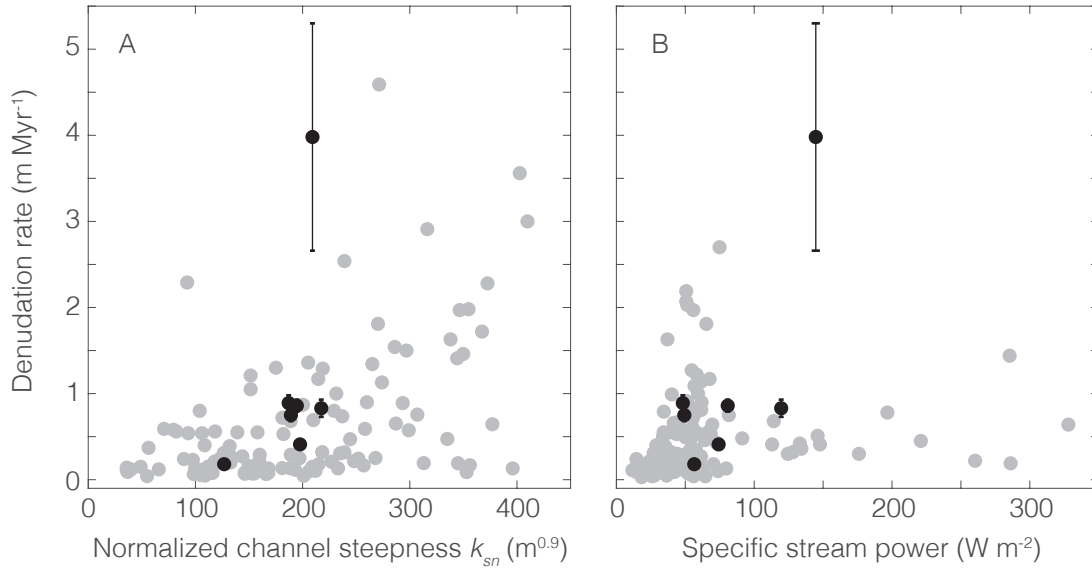 A
B
5
4
3
2
1
0
Denudation rate (m Myr⁻¹)
0 100 200 300 400
0 100 200 300
Normalized channel steepness kₛₙ (m⁰·⁹)
Specific stream power (W m⁻²)